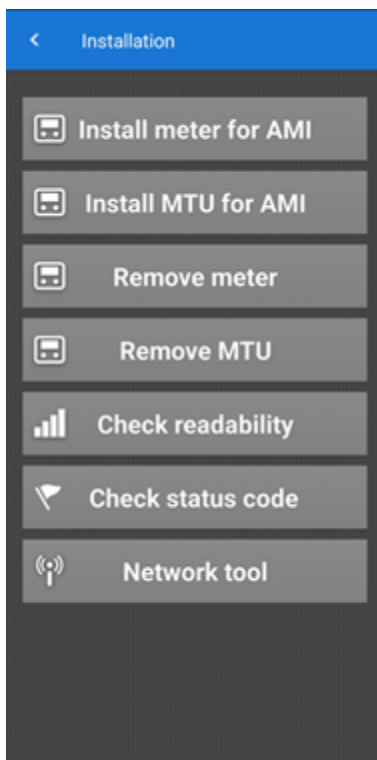 Installation
Install meter for AMI
Install MTU for AMI
Remove meter
Remove MTU
Check readability
Check status code
Network tool